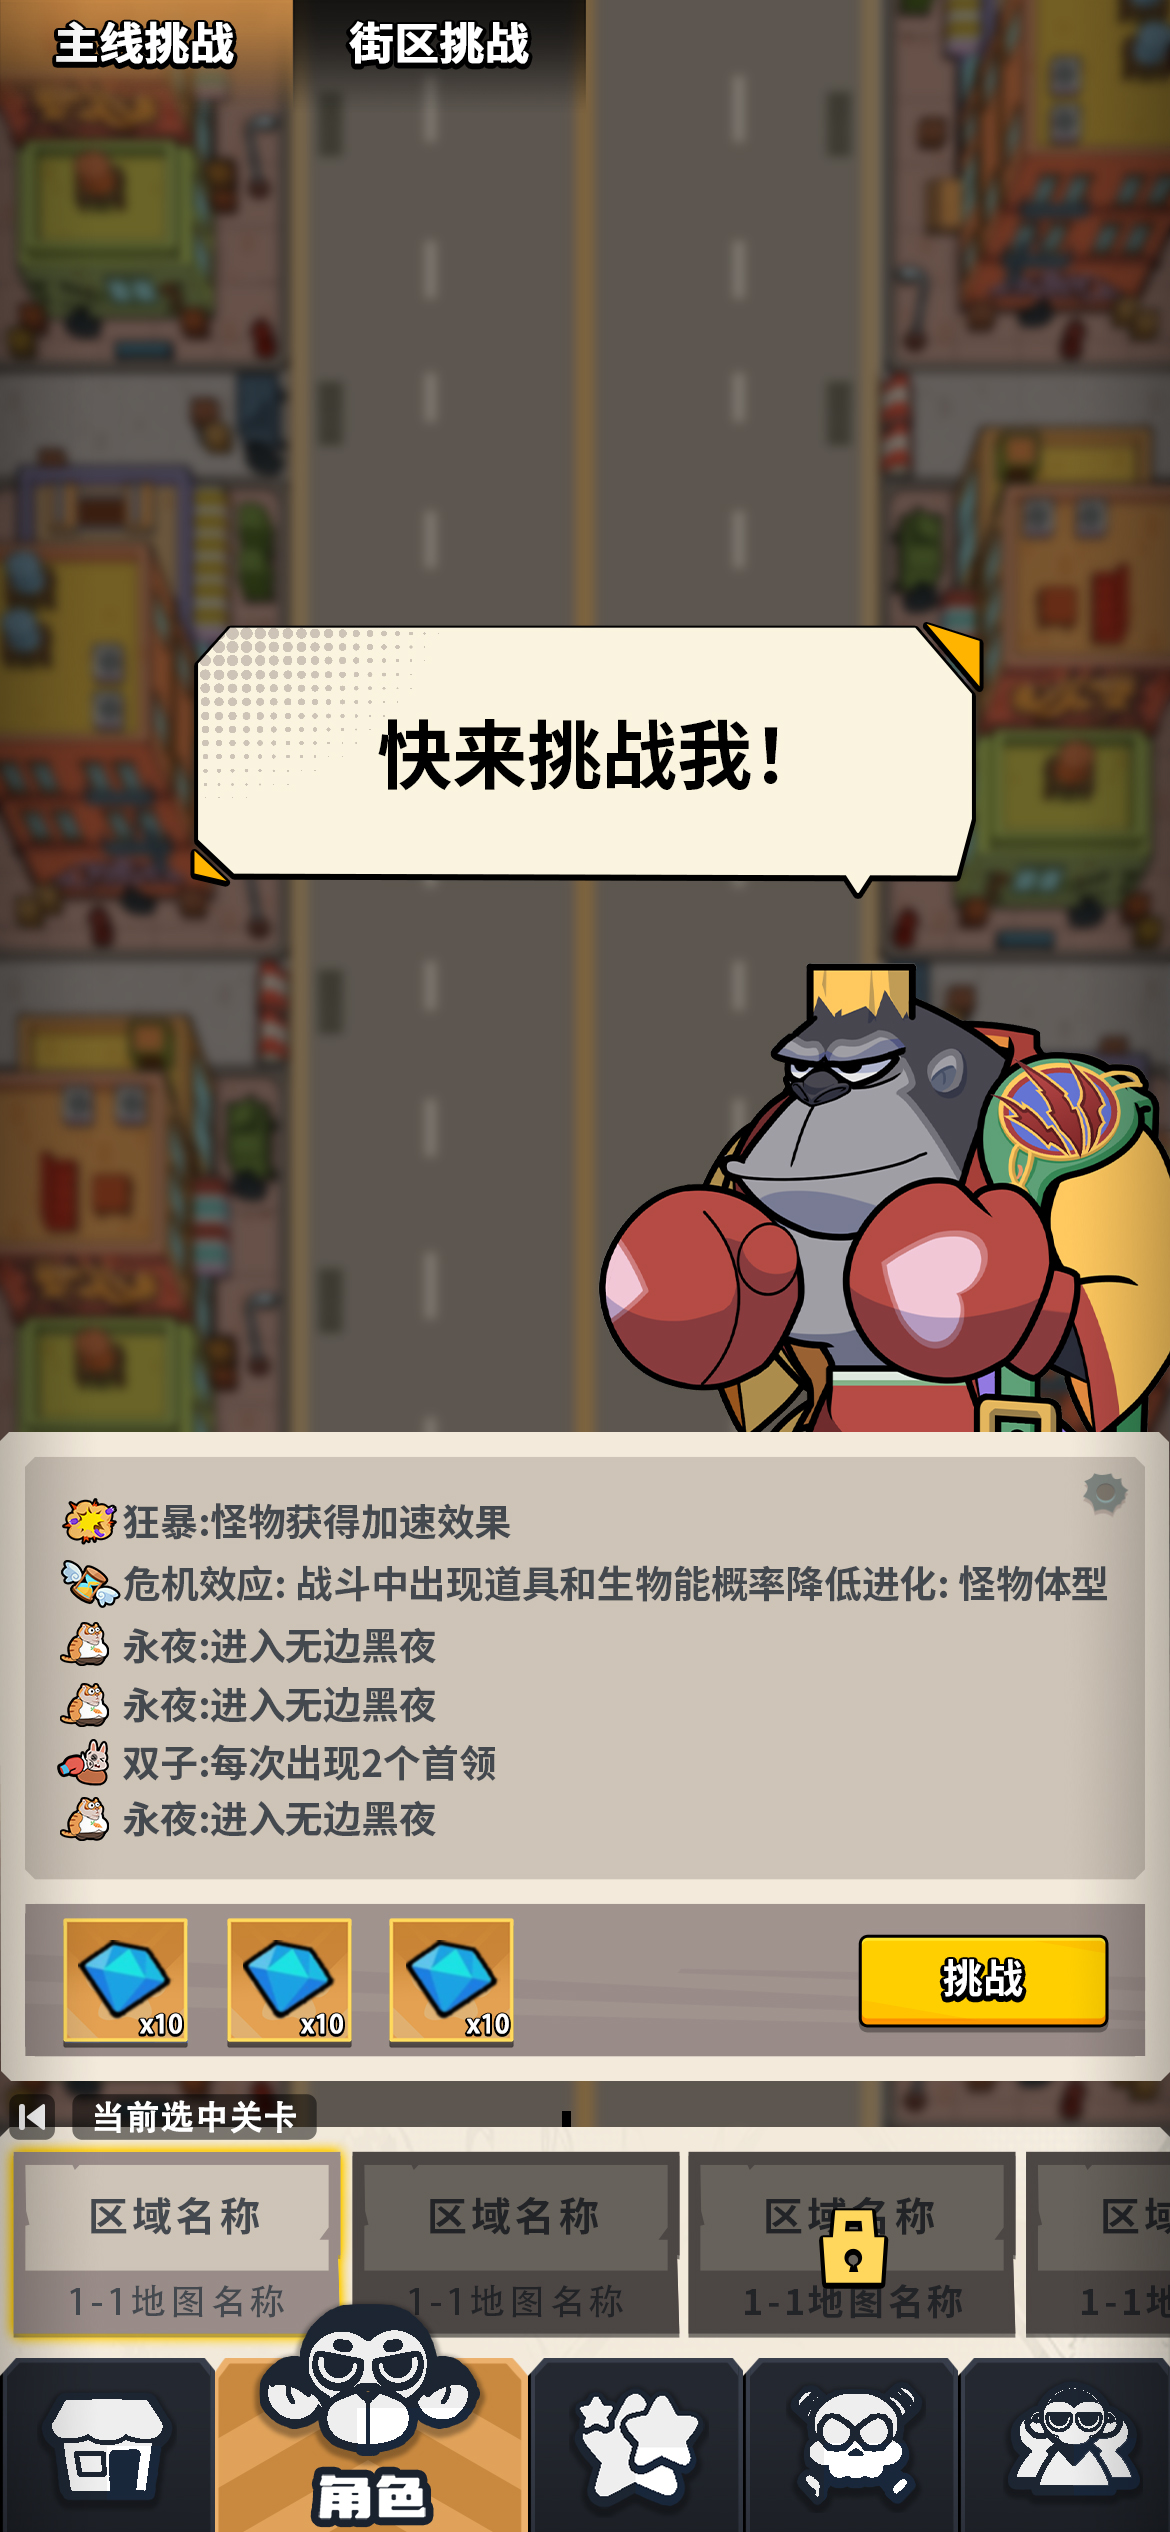 主线挑战
街区挑战
快来挑战我！
狂暴:怪物获得加速效果
危机效应: 战斗中出现道具和生物能概率降低进化: 怪物体型
永夜:进入无边黑夜
永夜:进入无边黑夜
双子:每次出现2个首领
永夜:进入无边黑夜
x10
x10
x10
挑战
当前选中关卡
区域名称
区域名称
区域名称
区域
1-1地图名称
1-1地图名称
1-1地图名称
1-1地
角色